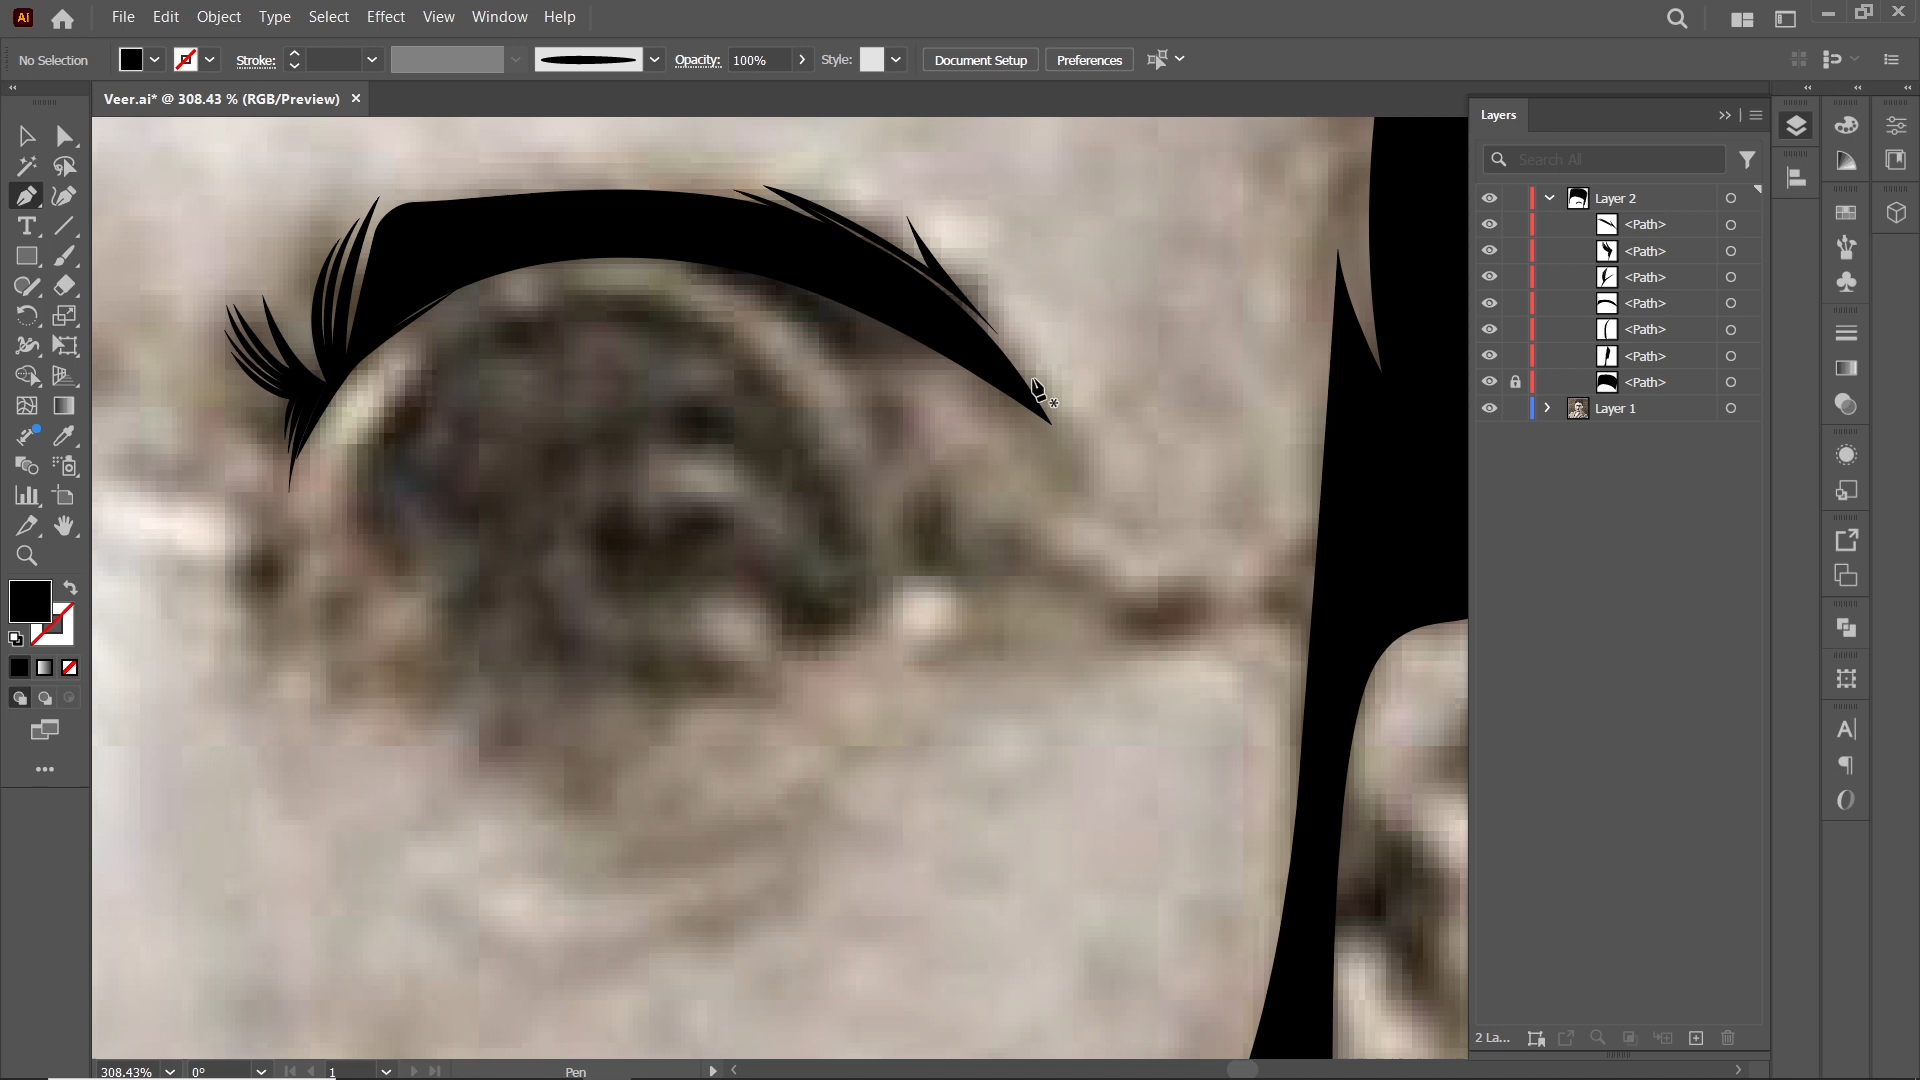 Ai
File Edit Object Type Select Effect View Window Help
No Selection
Stroke:
Opacity: 100%
Style:
Document Setup
Preferences
Veer.ai* @ 308.43 % (RGB/Preview)
Layers
Search All
Layer 2
<Path>
<Path>
<Path>
<Path>
<Path>
<Path>
<Path>
Layer 1
2 La...
308.43%
0°
1
Pen